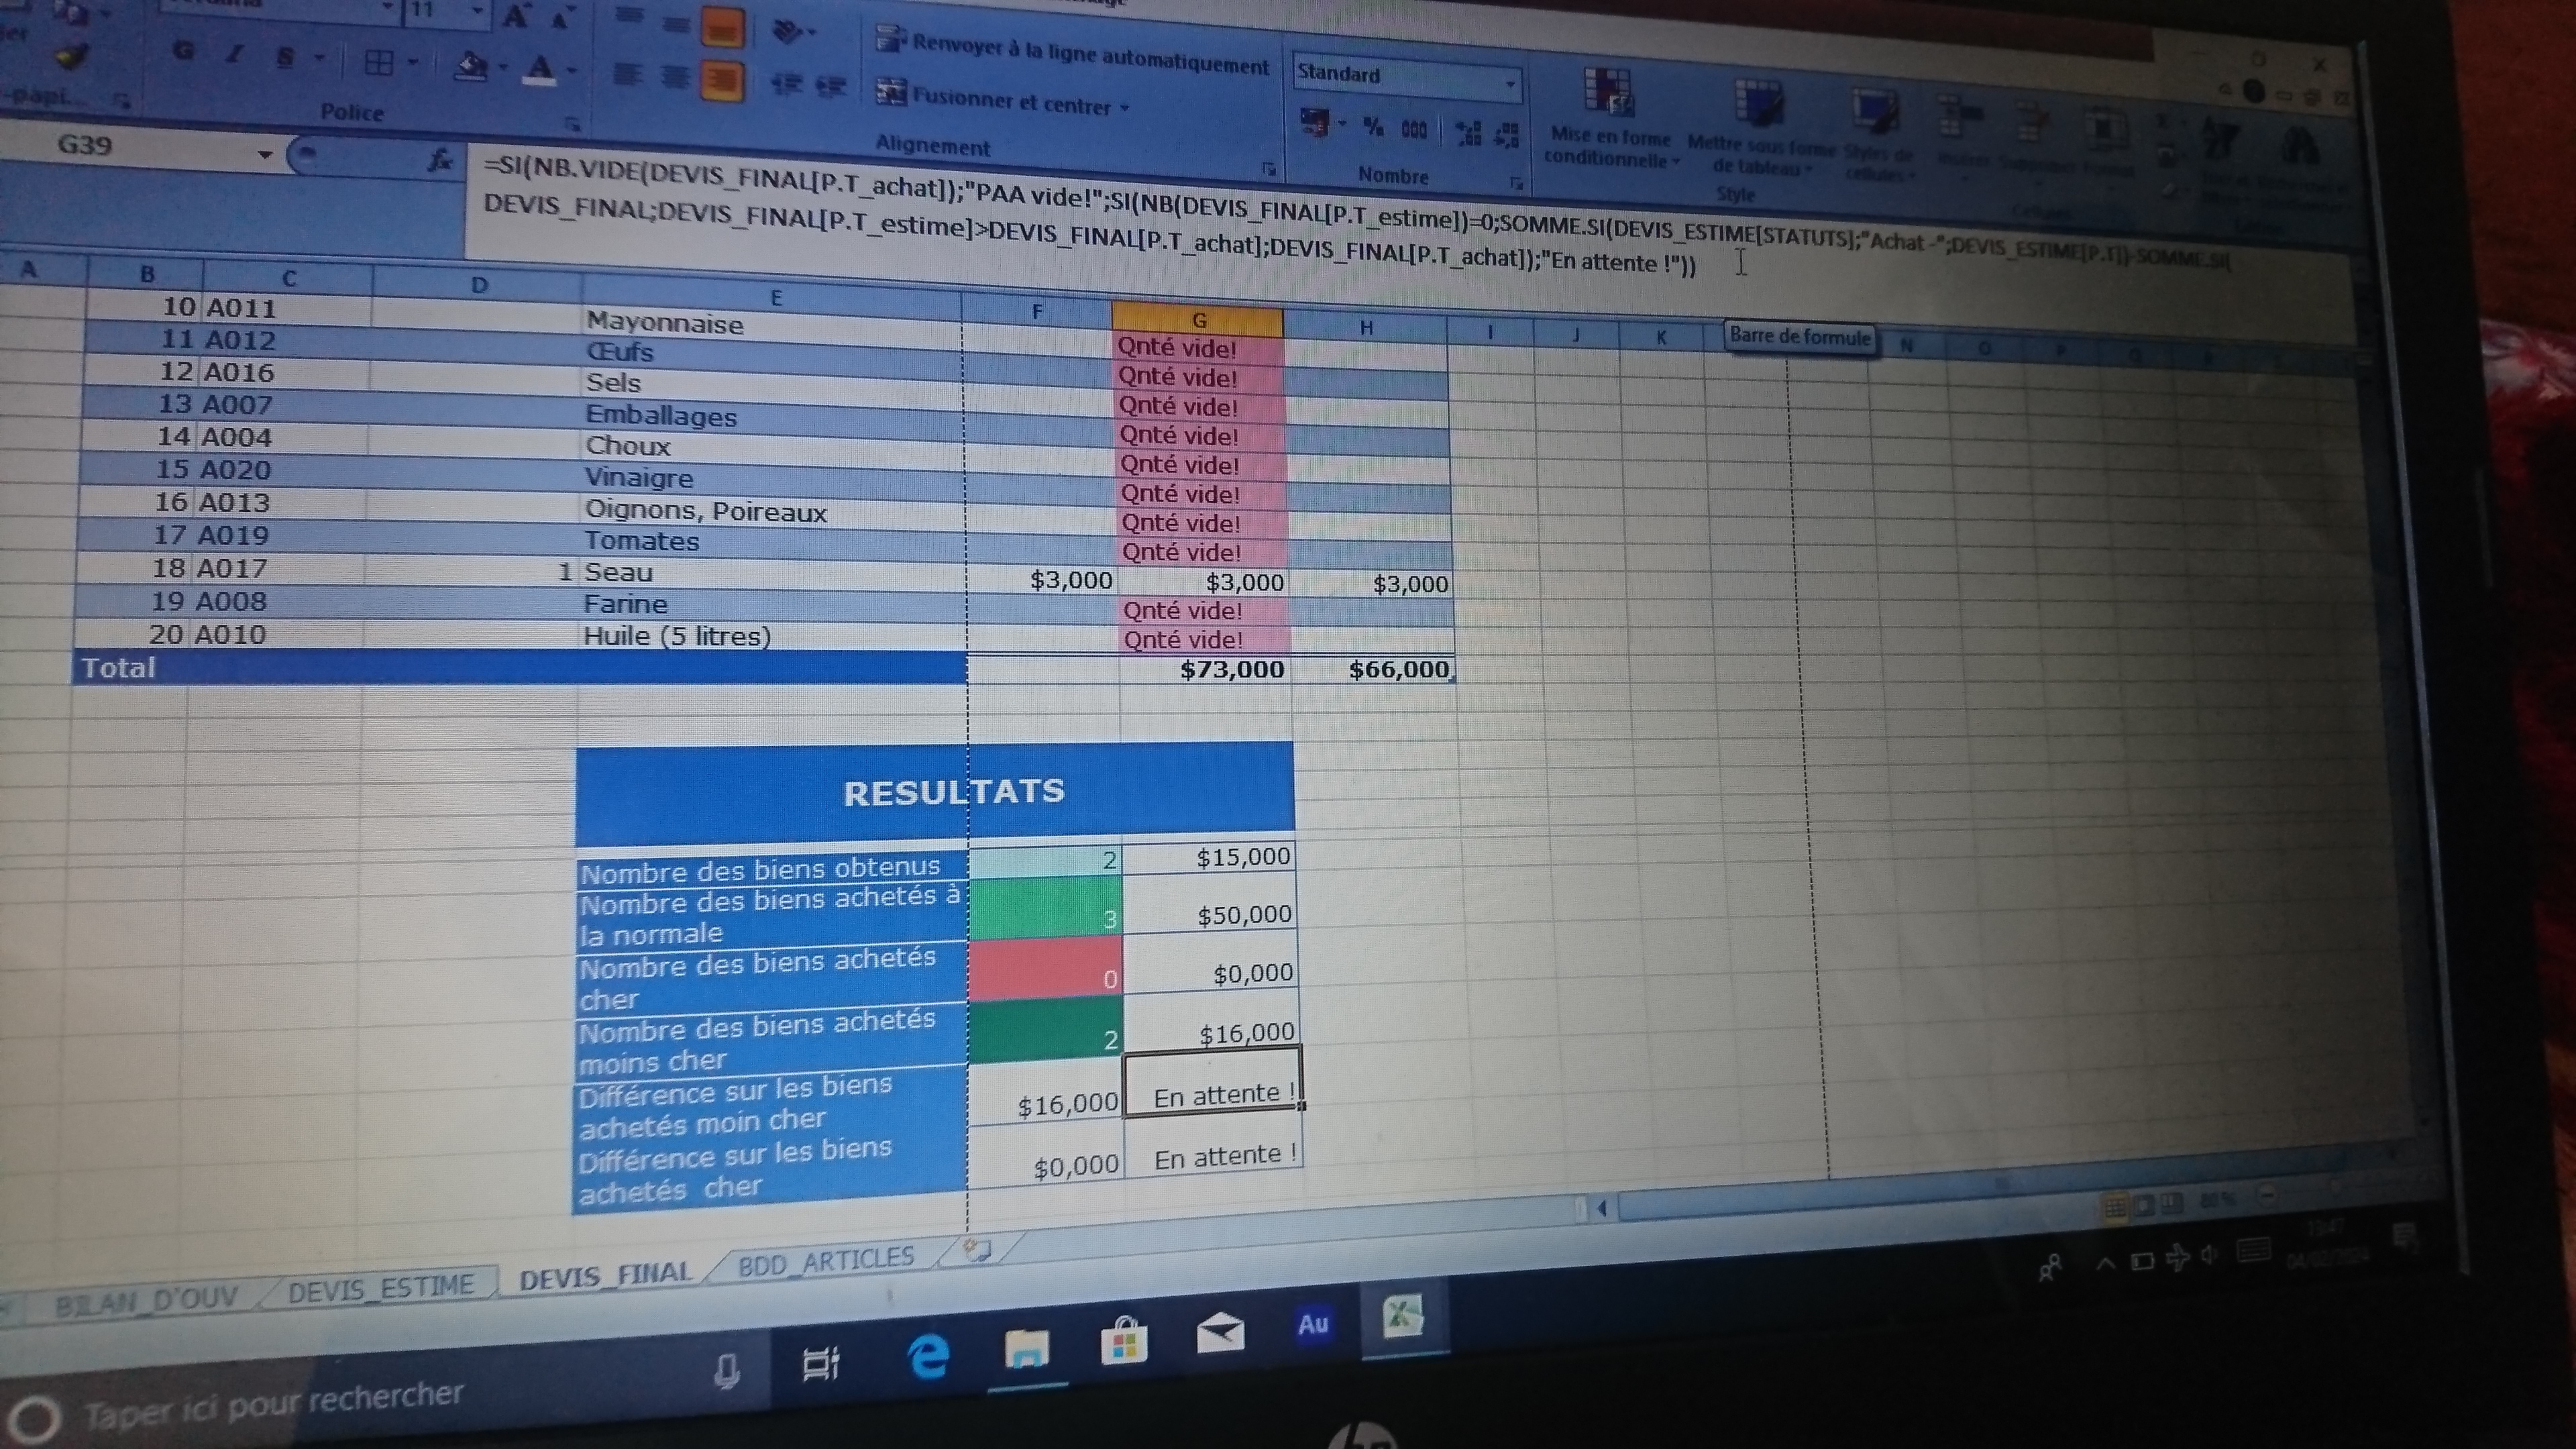 11
G I S
Renvoyer à la ligne automatiquement
Standard
-papi...
Police
Fusionner et centrer
Alignement
% 000
Nombre
Mise en forme conditionnelle
Mettre sous forme de tableau
Styles de cellules
Style
G39
fx
=SI(NB.VIDE(DEVIS_FINAL[P.T_achat]);"PAA vide!";SI(NB(DEVIS_FINAL[P.T_estime])=0;SOMME.SI(DEVIS_ESTIME[STATUTS];"Achat -";DEVIS_ESTIME[P.T])-SOMME.SI(
DEVIS_FINAL;DEVIS_FINAL[P.T_estime]>DEVIS_FINAL[P.T_achat];DEVIS_FINAL[P.T_achat]);"En attente !"))
A B C D E F G H I J K N
Barre de formule
10 A011 Mayonnaise Qnté vide!
11 A012 Œufs Qnté vide!
12 A016 Sels Qnté vide!
13 A007 Emballages Qnté vide!
14 A004 Choux Qnté vide!
15 A020 Vinaigre Qnté vide!
16 A013 Oignons, Poireaux Qnté vide!
17 A019 Tomates Qnté vide!
18 A017 1 Seau $3,000 $3,000 $3,000
19 A008 Farine Qnté vide!
20 A010 Huile (5 litres) Qnté vide!
Total $73,000 $66,000
RESULTATS
Nombre des biens obtenus 2 $15,000
Nombre des biens achetés à
la normale 3 $50,000
Nombre des biens achetés
cher 0 $0,000
Nombre des biens achetés
moins cher 2 $16,000
Différence sur les biens
achetés moin cher $16,000 En attente !
Différence sur les biens
achetés cher $0,000 En attente !
BILAN_D'OUV DEVIS_ESTIME DEVIS_FINAL BDD_ARTICLES
80 %
Taper ici pour rechercher
Au
hp